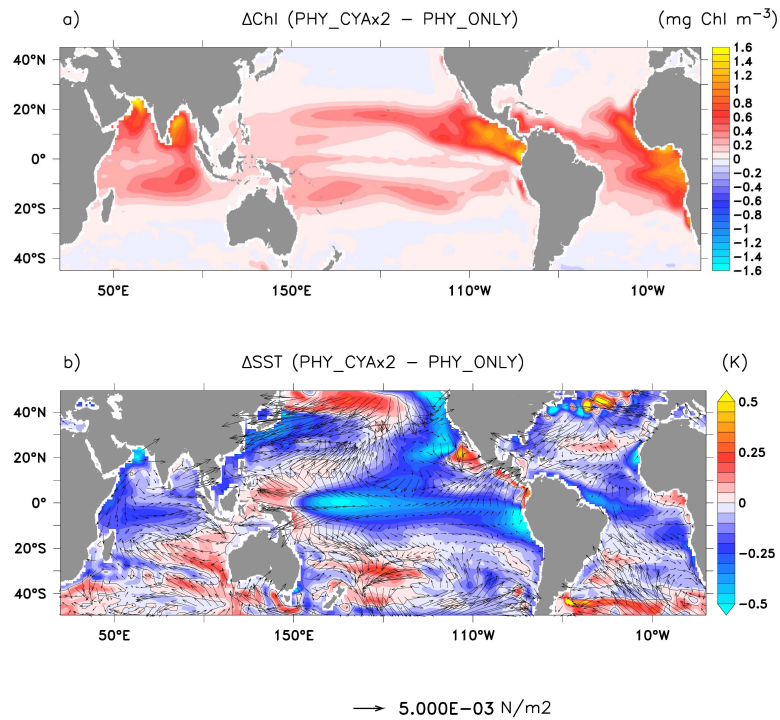 a) ΔChl (PHY_CYAx2 − PHY_ONLY) (mg Chl m⁻³)
40°N
20°N
0°
20°S
40°S
50°E 150°E 110°W 10°W
1.6
1.4
1.2
1
0.8
0.6
0.4
0.2
0
−0.2
−0.4
−0.6
−0.8
−1
−1.2
−1.4
−1.6
b) ΔSST (PHY_CYAx2 − PHY_ONLY) (K)
40°N
20°N
0°
20°S
40°S
50°E 150°E 110°W 10°W
0.5
0.25
0
−0.25
−0.5
5.000E−03 N/m2